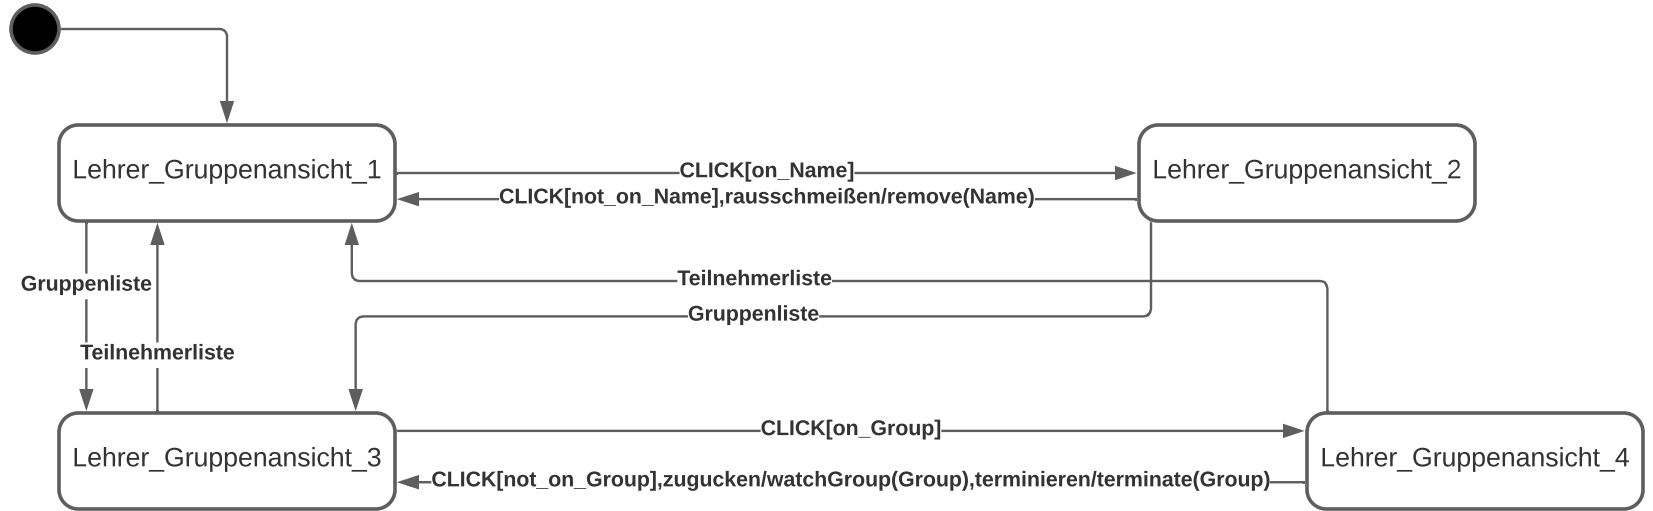 Lehrer_Gruppenansicht_1
CLICK[on_Name]
Lehrer_Gruppenansicht_2
CLICK[not_on_Name],rausschmeißen/remove(Name)
Gruppenliste
Teilnehmerliste
Gruppenliste
Teilnehmerliste
Lehrer_Gruppenansicht_3
CLICK[on_Group]
Lehrer_Gruppenansicht_4
CLICK[not_on_Group],zugucken/watchGroup(Group),terminieren/terminate(Group)